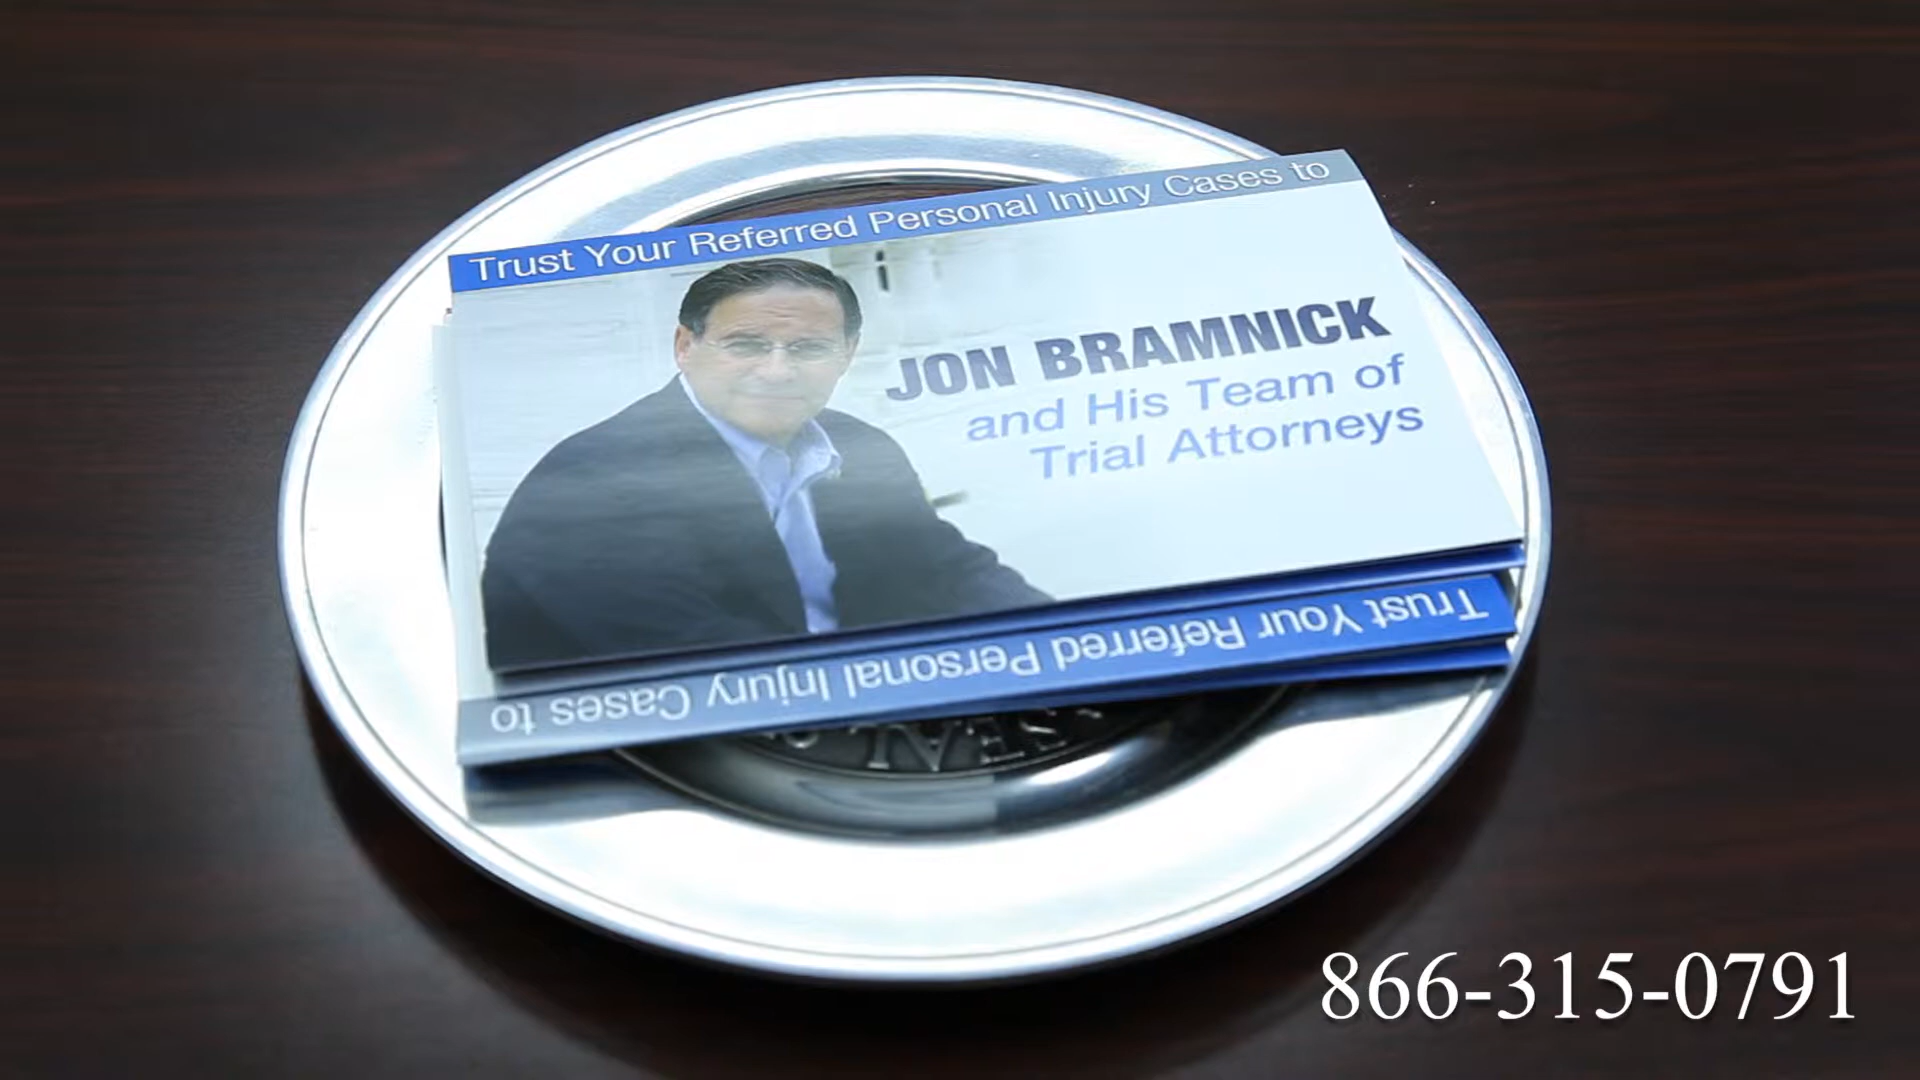 Trust Your Referred Personal Injury Cases to
JON BRAMNICK
and His Team of
Trial Attorneys
Trust Your Referred Personal Injury Cases to
866-315-0791